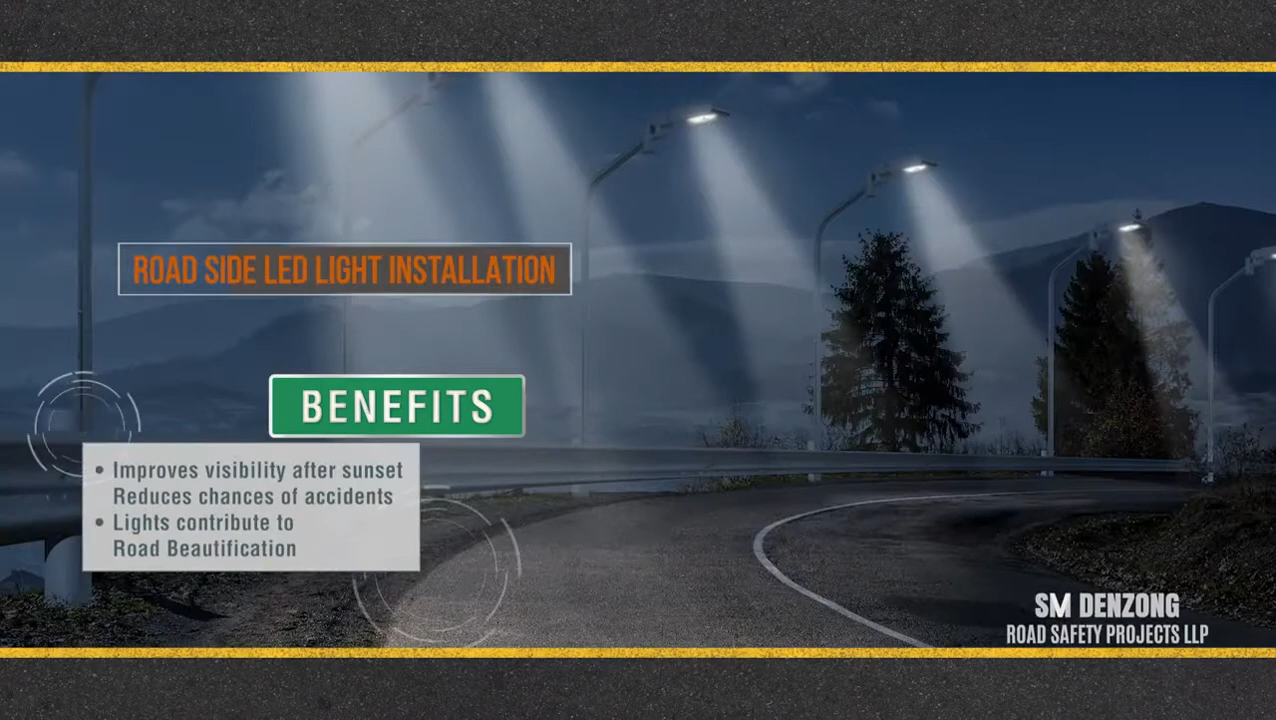 ROAD SIDE LED LIGHT INSTALLATION
BENEFITS
• Improves visibility after sunset
Reduces chances of accidents
• Lights contribute to
Road Beautification
SM DENZONG
ROAD SAFETY PROJECTS LLP